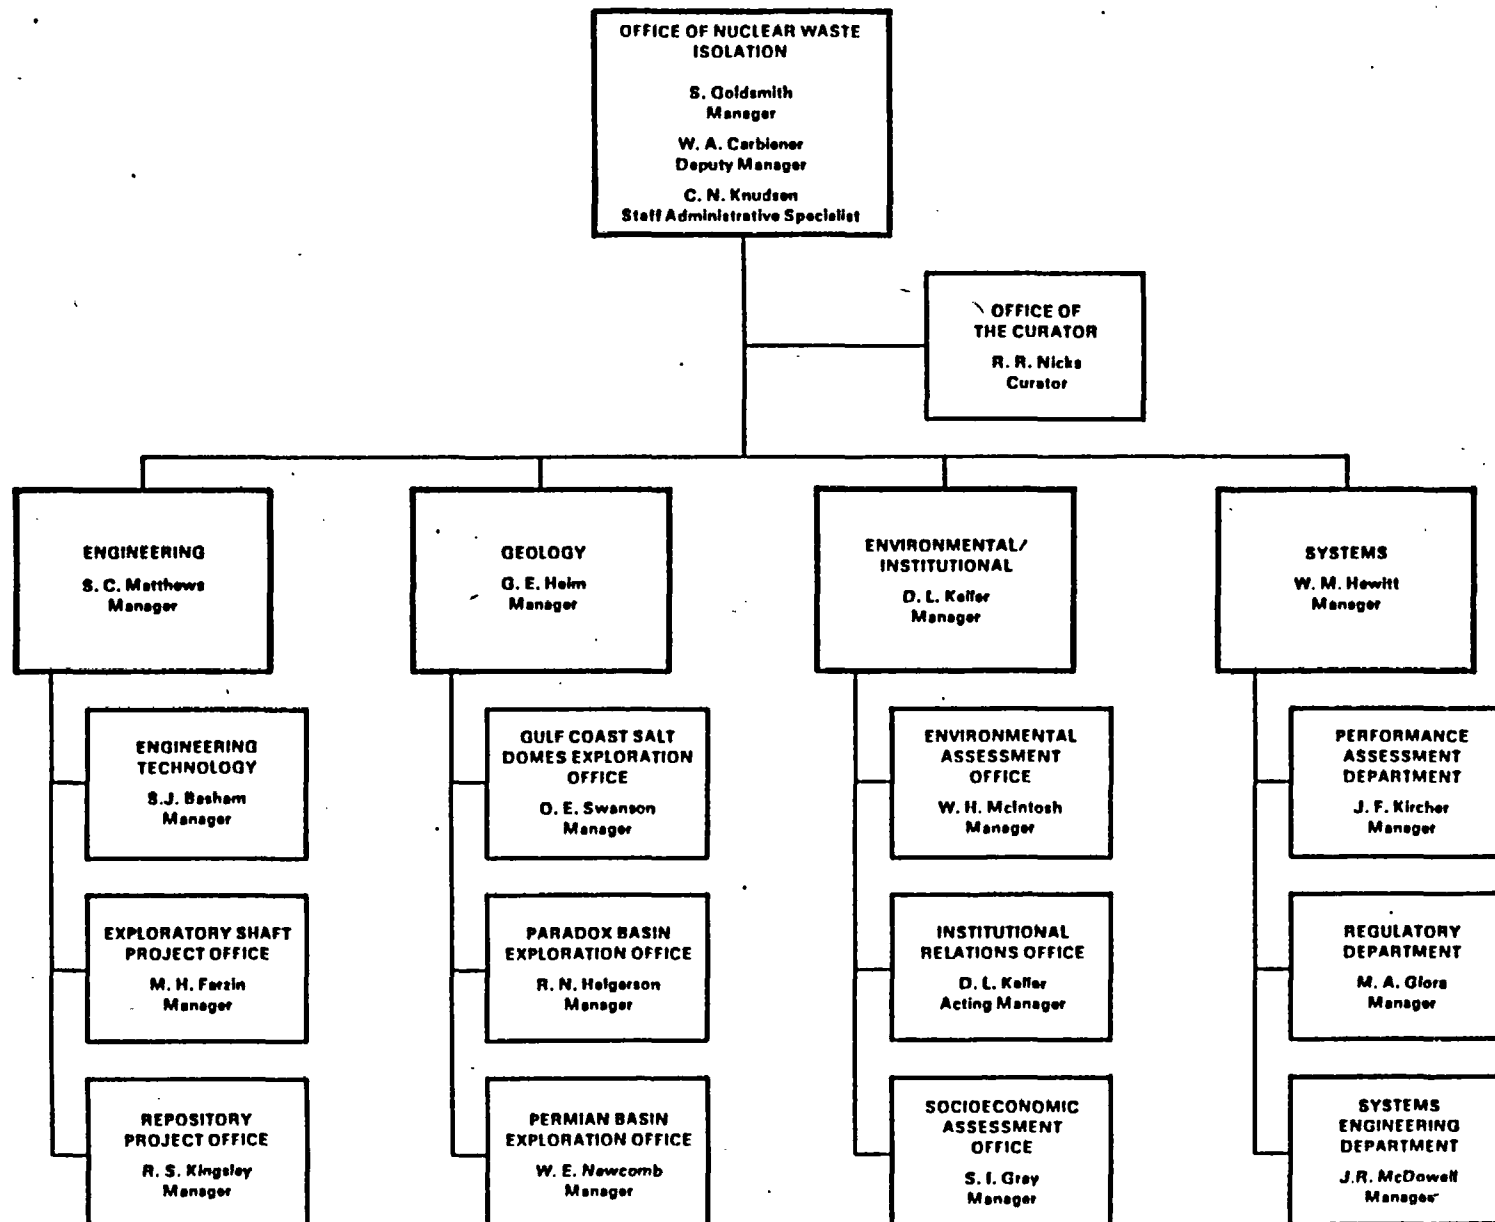 OFFICE OF NUCLEAR WASTE
ISOLATION
S. Goldsmith
Manager
W. A. Carbiener
Deputy Manager
C. N. Knudsen
Staff Administrative Specialist
OFFICE OF
THE CURATOR
R. R. Nicks
Curator
ENGINEERING
S. C. Matthews
Manager
GEOLOGY
G. E. Heim
Manager
ENVIRONMENTAL/
INSTITUTIONAL
D. L. Keller
Manager
SYSTEMS
W. M. Hewitt
Manager
ENGINEERING
TECHNOLOGY
S.J. Basham
Manager
GULF COAST SALT
DOMES EXPLORATION
OFFICE
O. E. Swanson
Manager
ENVIRONMENTAL
ASSESSMENT
OFFICE
W. H. McIntosh
Manager
PERFORMANCE
ASSESSMENT
DEPARTMENT
J. F. Kircher
Manager
EXPLORATORY SHAFT
PROJECT OFFICE
M. H. Farzin
Manager
PARADOX BASIN
EXPLORATION OFFICE
R. N. Helgerson
Manager
INSTITUTIONAL
RELATIONS OFFICE
D. L. Keller
Acting Manager
REGULATORY
DEPARTMENT
M. A. Glora
Manager
REPOSITORY
PROJECT OFFICE
R. S. Kingsley
Manager
PERMIAN BASIN
EXPLORATION OFFICE
W. E. Newcomb
Manager
SOCIOECONOMIC
ASSESSMENT
OFFICE
S. I. Gray
Manager
SYSTEMS
ENGINEERING
DEPARTMENT
J.R. McDowell
Manager